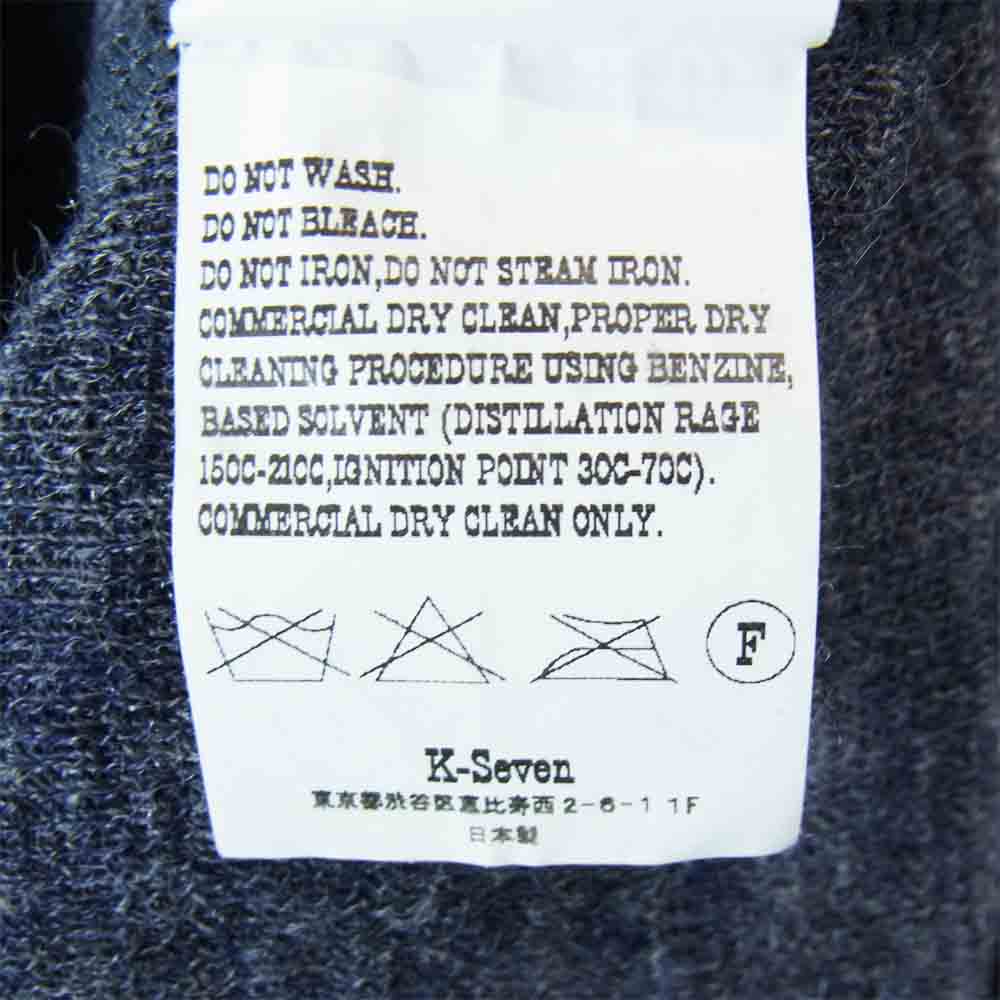 DO NOT WASH.
DO NOT BLEACH.
DO NOT IRON,DO NOT STEAM IRON.
COMMERCIAL DRY CLEAN,PROPER DRY
CLEANING PROCEDURE USING BENZINE,
BASED SOLVENT (DISTILLATION RAGE
150C-210C,IGNITION POINT 30C-70C).
COMMERCIAL DRY CLEAN ONLY.
F
K-Seven
東京都渋谷区恵比寿西2-6-1 1F
日本製